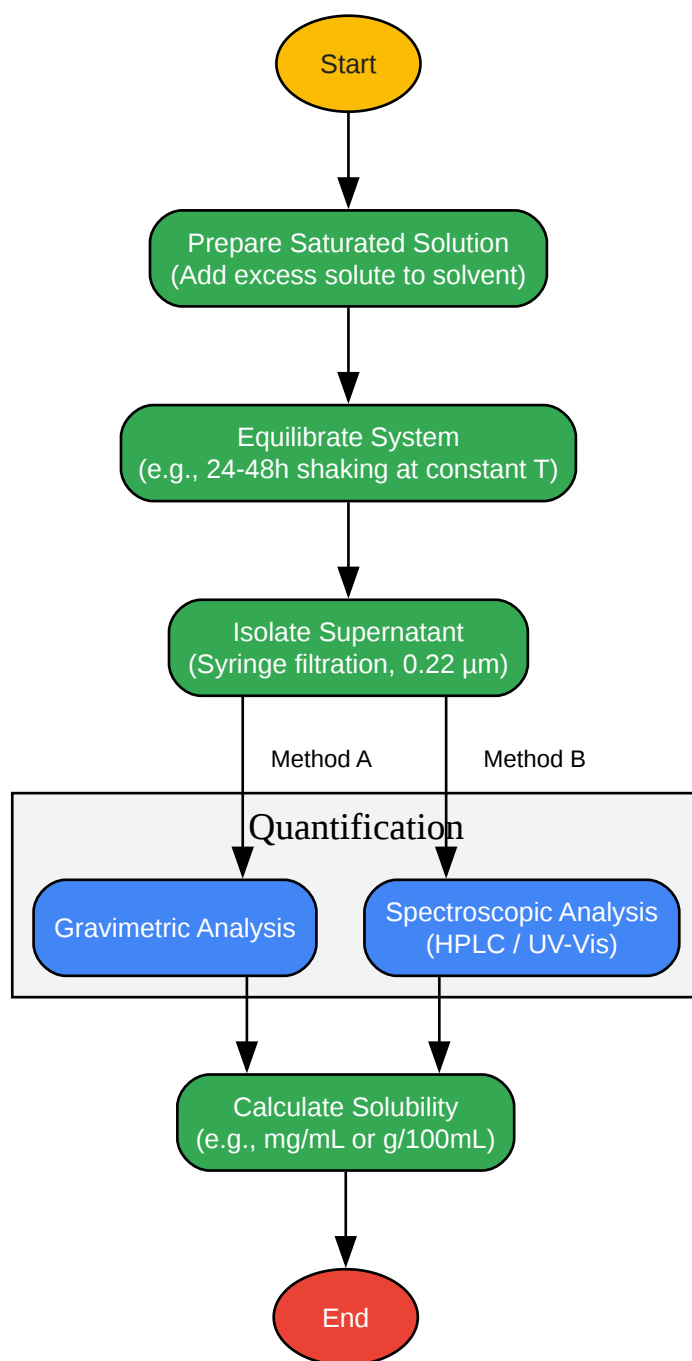 Start
Prepare Saturated Solution
(Add excess solute to solvent)
Equilibrate System
(e.g., 24-48h shaking at constant T)
Isolate Supernatant
(Syringe filtration, 0.22 µm)
Method A
Method B
Quantification
Gravimetric Analysis
Spectroscopic Analysis
(HPLC / UV-Vis)
Calculate Solubility
(e.g., mg/mL or g/100mL)
End